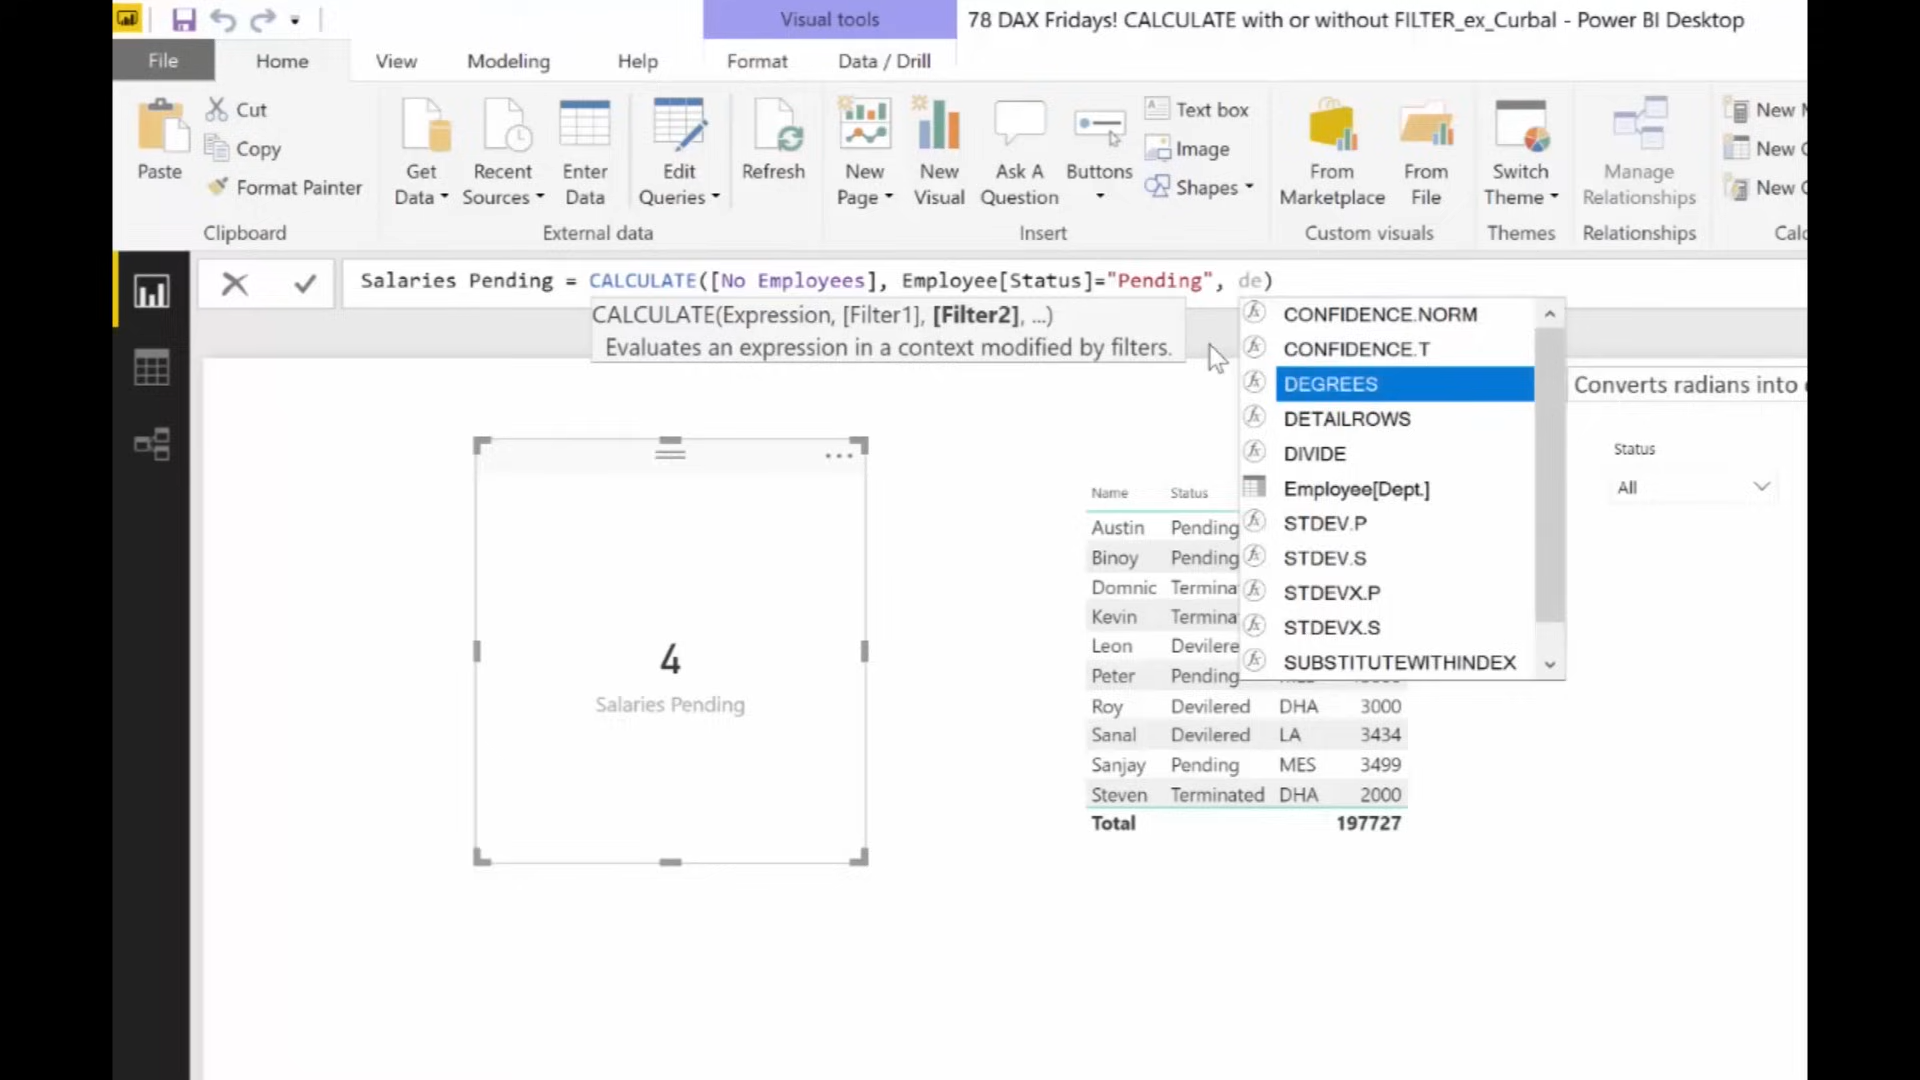 Visual tools
78 DAX Fridays! CALCULATE with or without FILTER_ex_Curbal - Power BI Desktop
File Home View Modeling Help Format Data / Drill
Paste
Cut
Copy
Format Painter
Clipboard
Get Data
Recent Sources
Enter Data
Edit Queries
Refresh
External data
New Page
New Visual
Ask A Question
Buttons
Text box
Image
Shapes
Insert
From Marketplace
From File
Custom visuals
Switch Theme
Themes
Manage Relationships
Relationships
New
New
New
Salaries Pending = CALCULATE([No Employees], Employee[Status]="Pending", de)
CALCULATE(Expression, [Filter1], [Filter2], ...)
Evaluates an expression in a context modified by filters.
CONFIDENCE.NORM
CONFIDENCE.T
DEGREES
Converts radians into
DETAILROWS
DIVIDE
Employee[Dept.]
STDEV.P
STDEV.S
STDEVX.P
STDEVX.S
SUBSTITUTEWITHINDEX
Status
All
4
Salaries Pending
Name Status
Austin Pending
Binoy Pending
Domnic Termina
Kevin Termina
Leon Devilere
Peter Pending
Roy Devilered DHA 3000
Sanal Devilered LA 3434
Sanjay Pending MES 3499
Steven Terminated DHA 2000
Total 197727